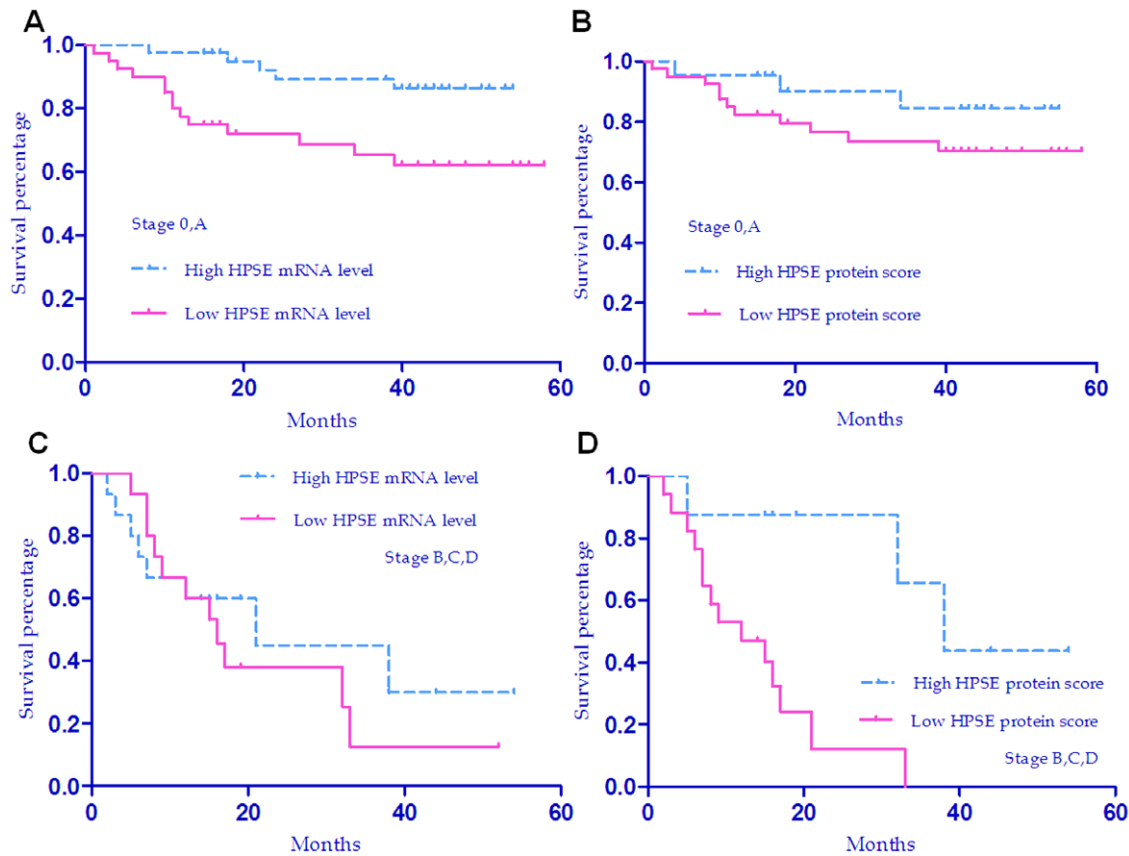 A
Survival percentage
1.0
0.8
0.6
0.4
0.2
0.0
Stage 0,A
High HPSE mRNA level
Low HPSE mRNA level
0 20 40 60
Months
B
Survival percentage
1.0
0.8
0.6
0.4
0.2
0.0
Stage 0,A
High HPSE protein score
Low HPSE protein score
0 20 40 60
Months
C
Survival percentage
1.0
0.8
0.6
0.4
0.2
0.0
High HPSE mRNA level
Low HPSE mRNA level
Stage B,C,D
0 20 40 60
Months
D
Survival percentage
1.0
0.8
0.6
0.4
0.2
0.0
High HPSE protein score
Low HPSE protein score
Stage B,C,D
0 20 40 60
Months